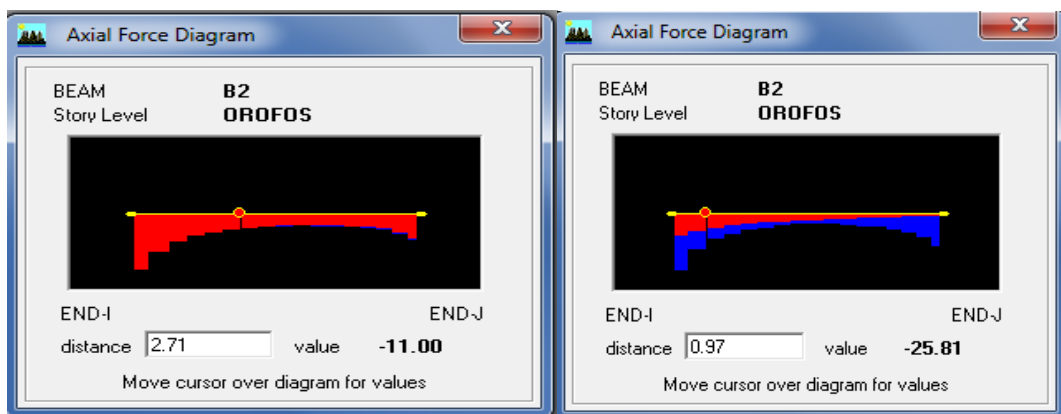 Axial Force Diagram
BEAM B2
Story Level OROFOS
END-I END-J
distance 2.71 value -11.00
Move cursor over diagram for values
Axial Force Diagram
BEAM B2
Story Level OROFOS
END-I END-J
distance 0.97 value -25.81
Move cursor over diagram for values